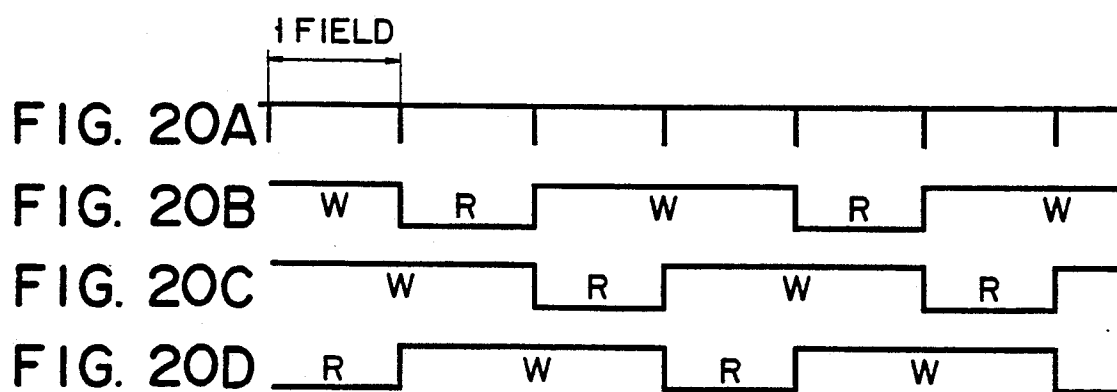 1 FIELD
FIG. 20A
FIG. 20B W R W R W
FIG. 20C W R W R
FIG. 20D R W R W